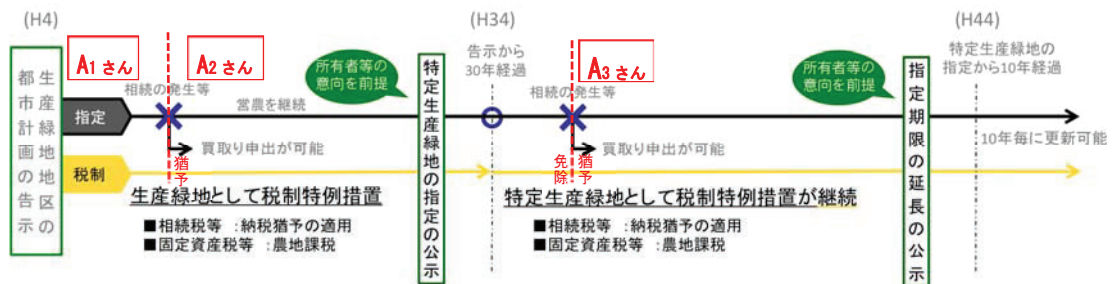 (H4)
(H34)
(H44)
生産緑地地区の
都市計画の告示
A1さん
A2さん
相続の発生等
営農を継続
指定
買取り申出が可能
猶予
税制
生産緑地として税制特例措置
■相続税等 :納税猶予の適用
■固定資産税等 :農地課税
所有者等の
意向を前提
特定生産緑地の指定の公示
告示から
30年経過
A3さん
相続の発生等
買取り申出が可能
免除
猶予
特定生産緑地として税制特例措置が継続
■相続税等 :納税猶予の適用
■固定資産税等 :農地課税
所有者等の
意向を前提
指定期限の延長の公示
特定生産緑地の
指定から10年経過
10年毎に更新可能